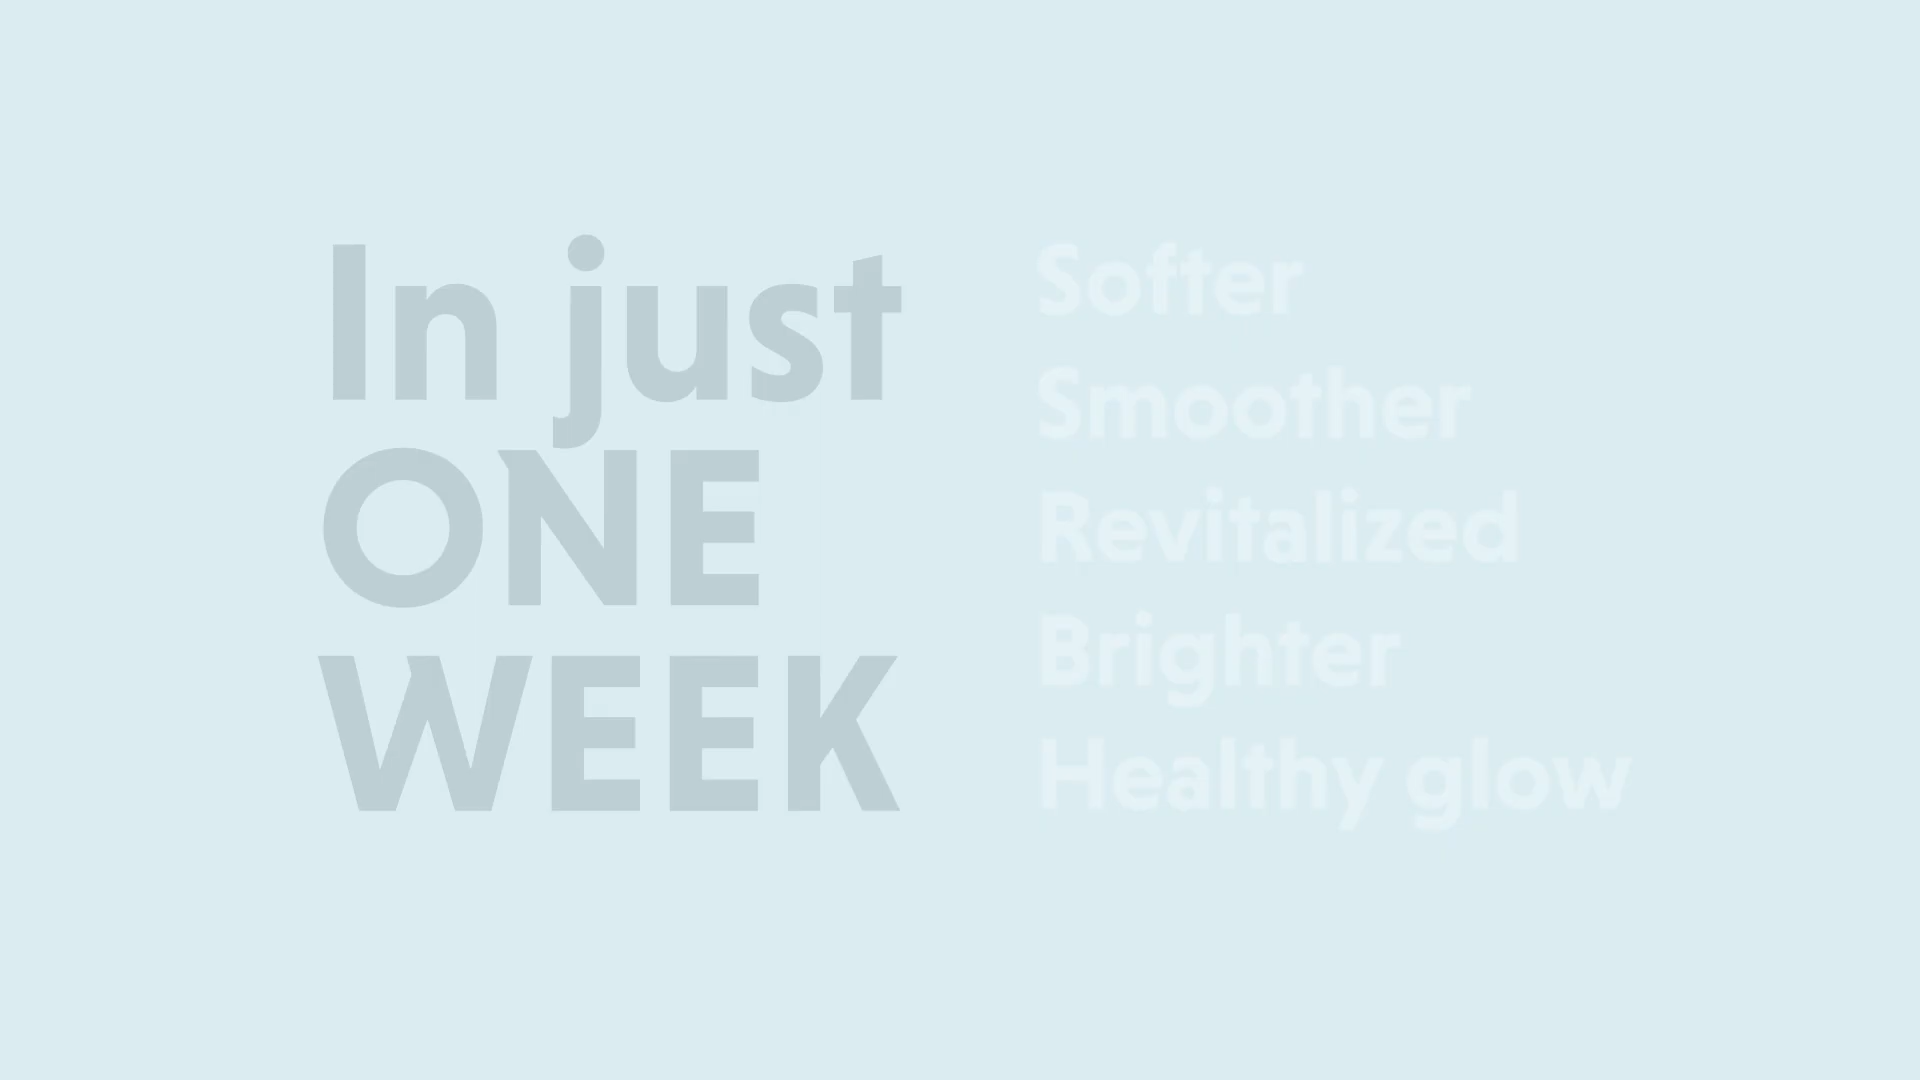 In just
ONE
WEEK
Softer
Smoother
Revitalized
Brighter
Healthy glow